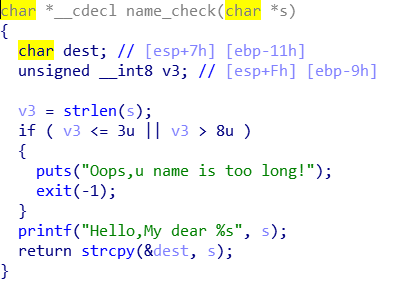 char *__cdecl name_check(char *s)
{
  char dest; // [esp+7h] [ebp-11h]
  unsigned __int8 v3; // [esp+Fh] [ebp-9h]
  v3 = strlen(s);
  if ( v3 <= 3u || v3 > 8u )
  {
    puts("Oops,u name is too long!");
    exit(-1);
  }
  printf("Hello,My dear %s", s);
  return strcpy(&dest, s);
}